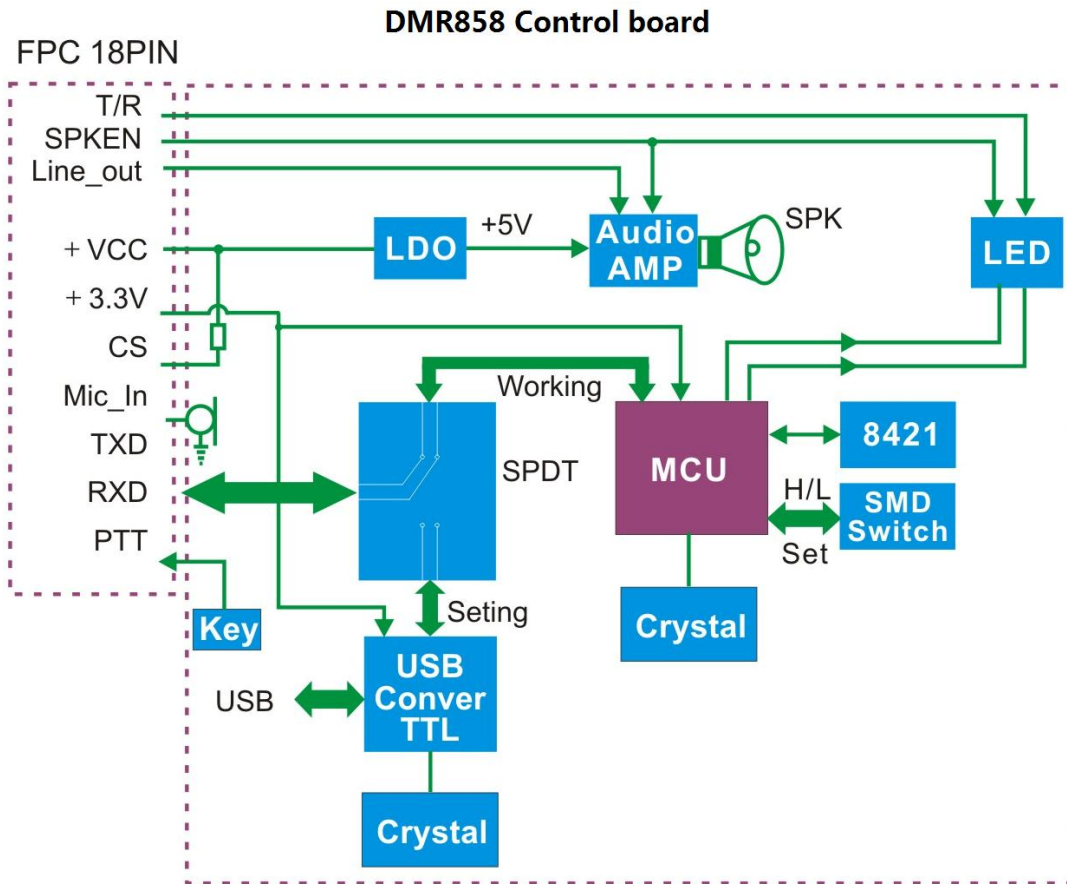 DMR858 Control board
FPC 18PIN
T/R
SPKEN
Line_out
+ VCC
+ 3.3V
CS
Mic_In
TXD
RXD
PTT
LDO
+5V
Audio
AMP
SPK
LED
Working
SPDT
MCU
8421
H/L
Set
SMD
Switch
Crystal
Seting
Key
USB
USB
Conver
TTL
Crystal